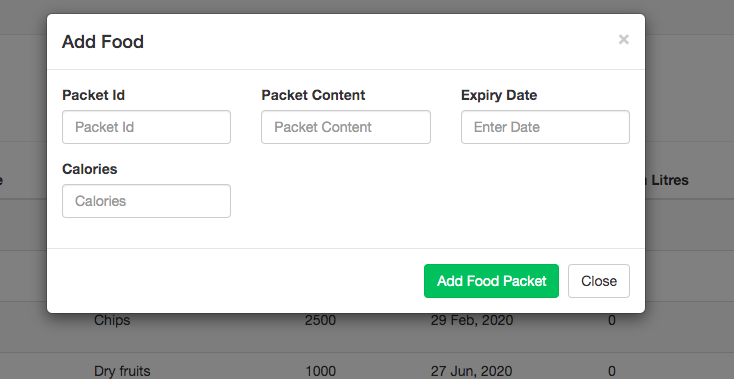 Add Food ×
Packet Id Packet Content Expiry Date
Packet Id Packet Content Enter Date
Calories
Litres
Calories
Add Food Packet Close
Chips 2500 29 Feb, 2020 0
Dry fruits 1000 27 Jun, 2020 0